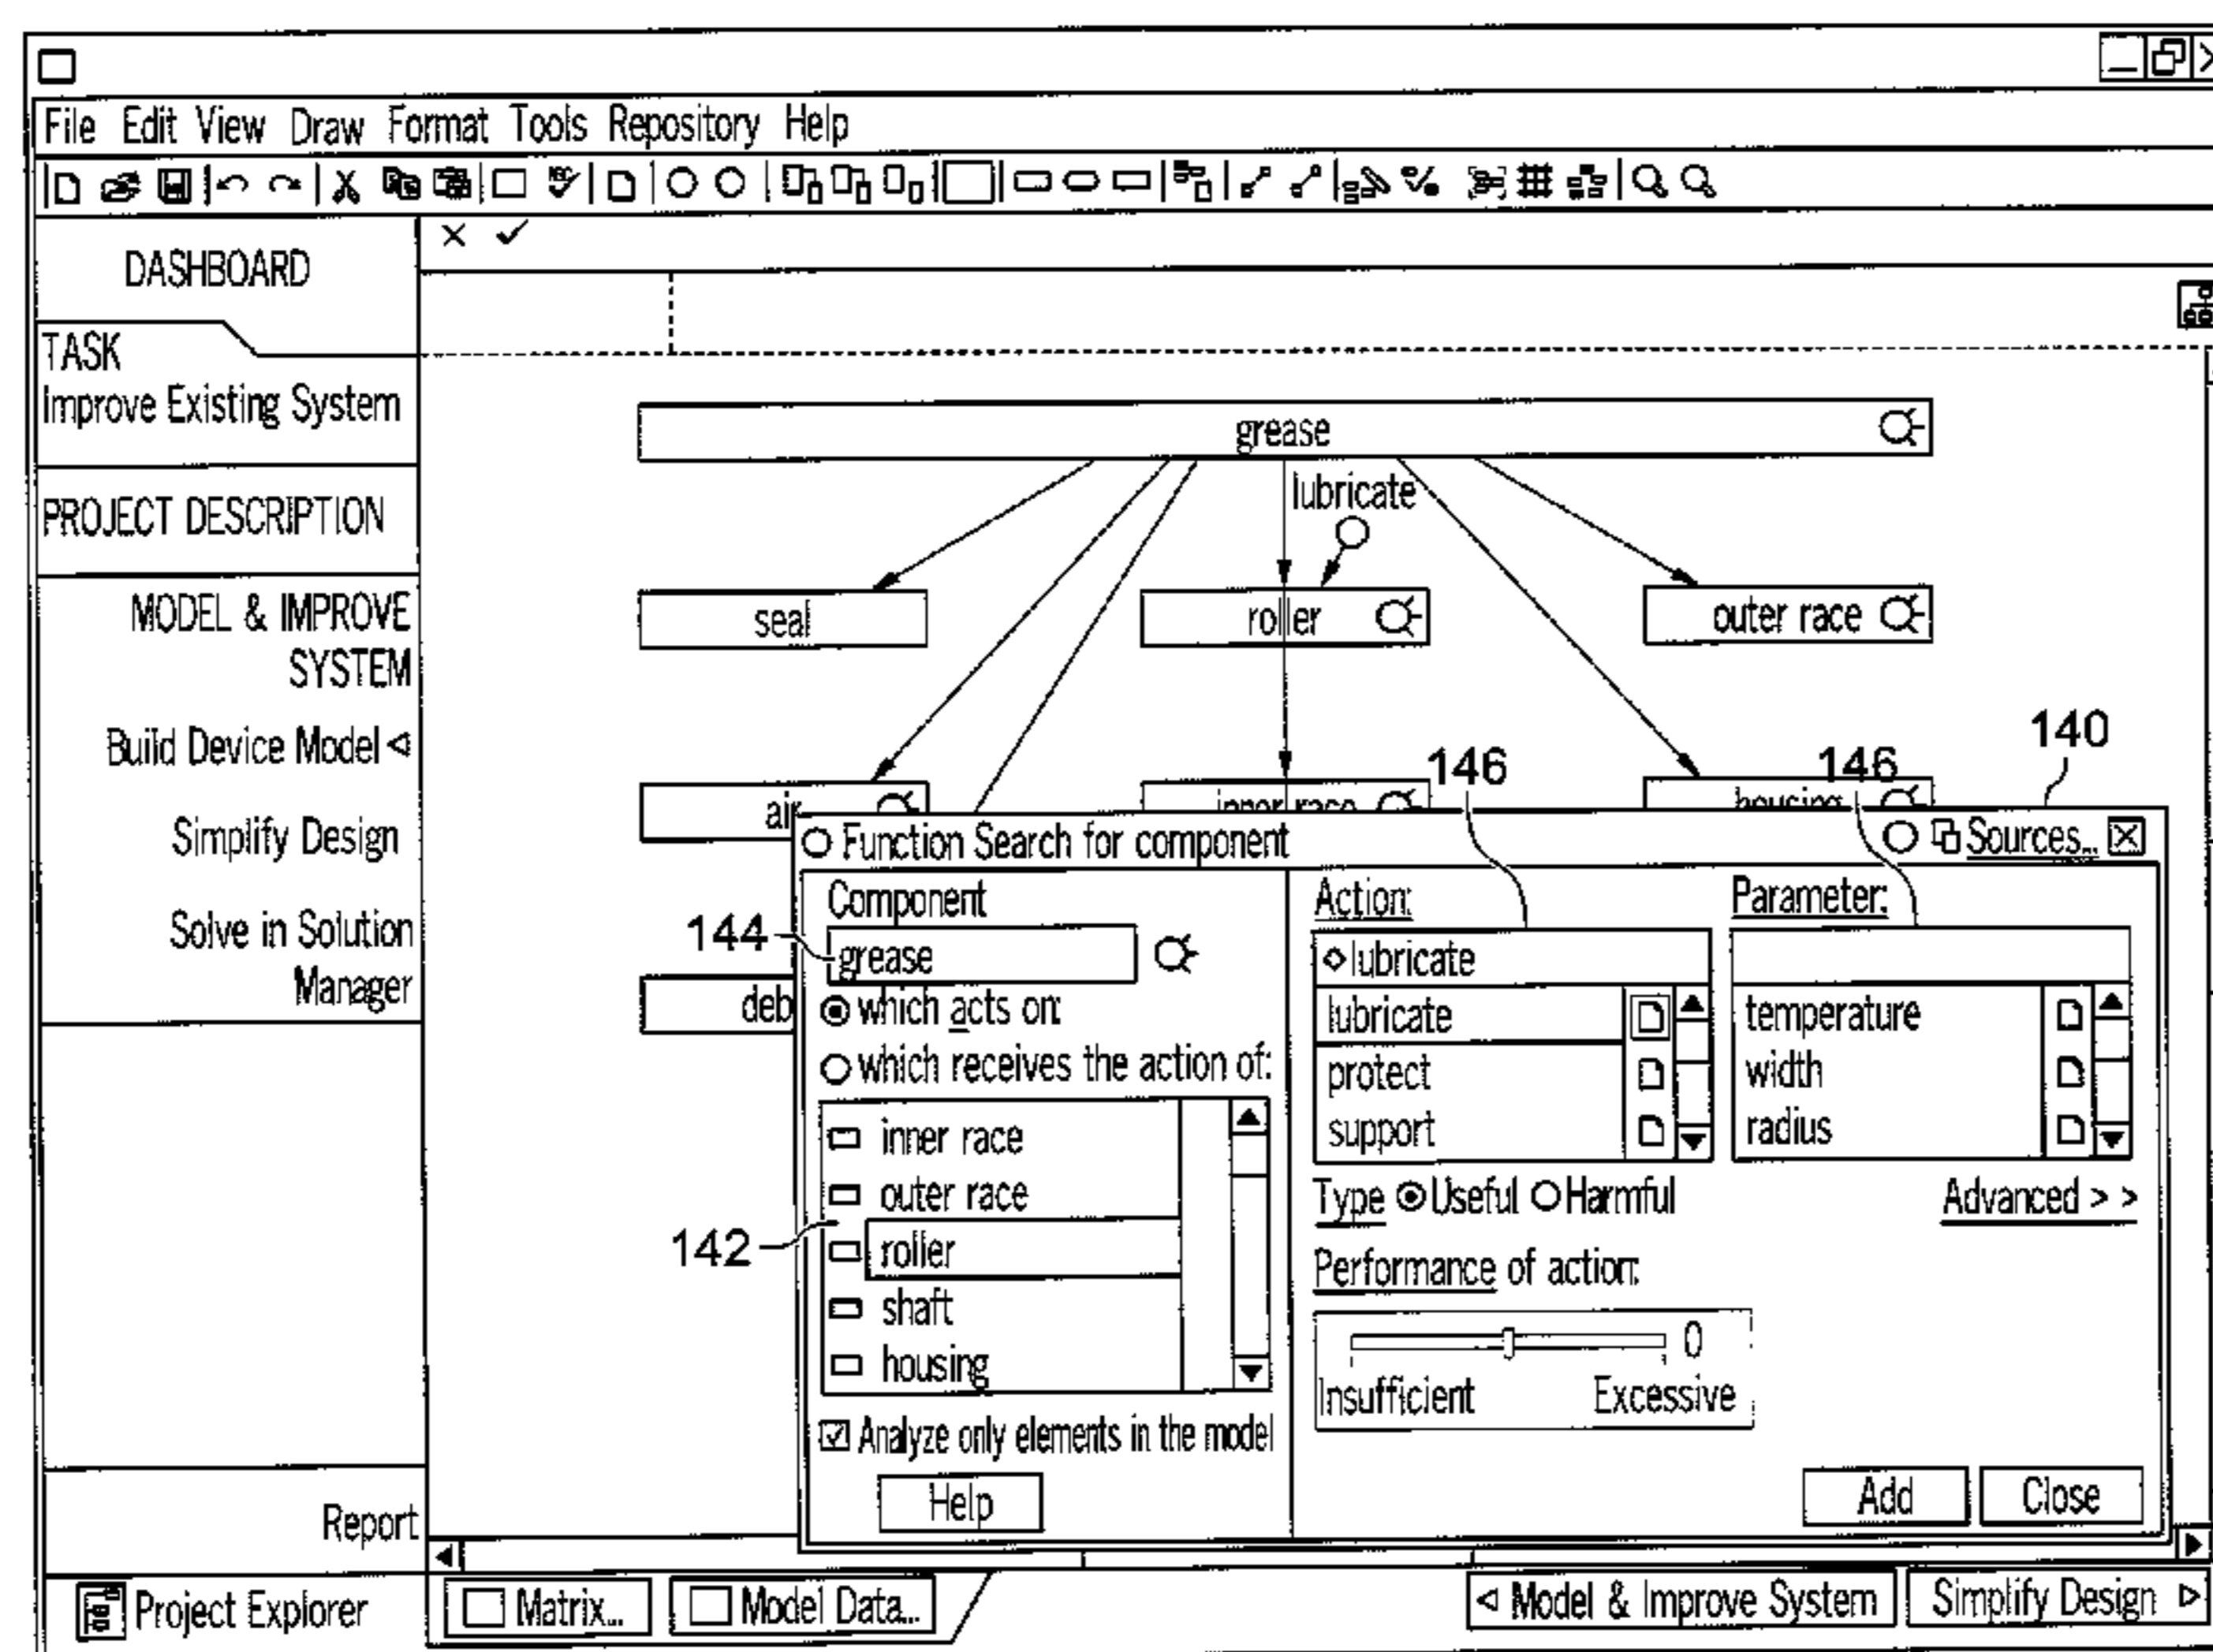 File Edit View Draw Format Tools Repository Help
DASHBOARD
TASK
Improve Existing System
PROJECT DESCRIPTION
MODEL & IMPROVE
SYSTEM
Build Device Model
Simplify Design
Solve in Solution
Manager
Report
Project Explorer
grease
lubricate
seal
roller
outer race
air
inner race
housing
deb
146
146
140
Function Search for component
Sources...
Component
144
grease
which acts on:
which receives the action of:
inner race
outer race
142
roller
shaft
housing
Analyze only elements in the model
Help
Action:
lubricate
lubricate
protect
support
Parameter:
temperature
width
radius
Type Useful Harmful
Advanced > >
Performance of action:
0
Insufficient Excessive
Add Close
Matrix... Model Data...
Model & Improve System Simplify Design